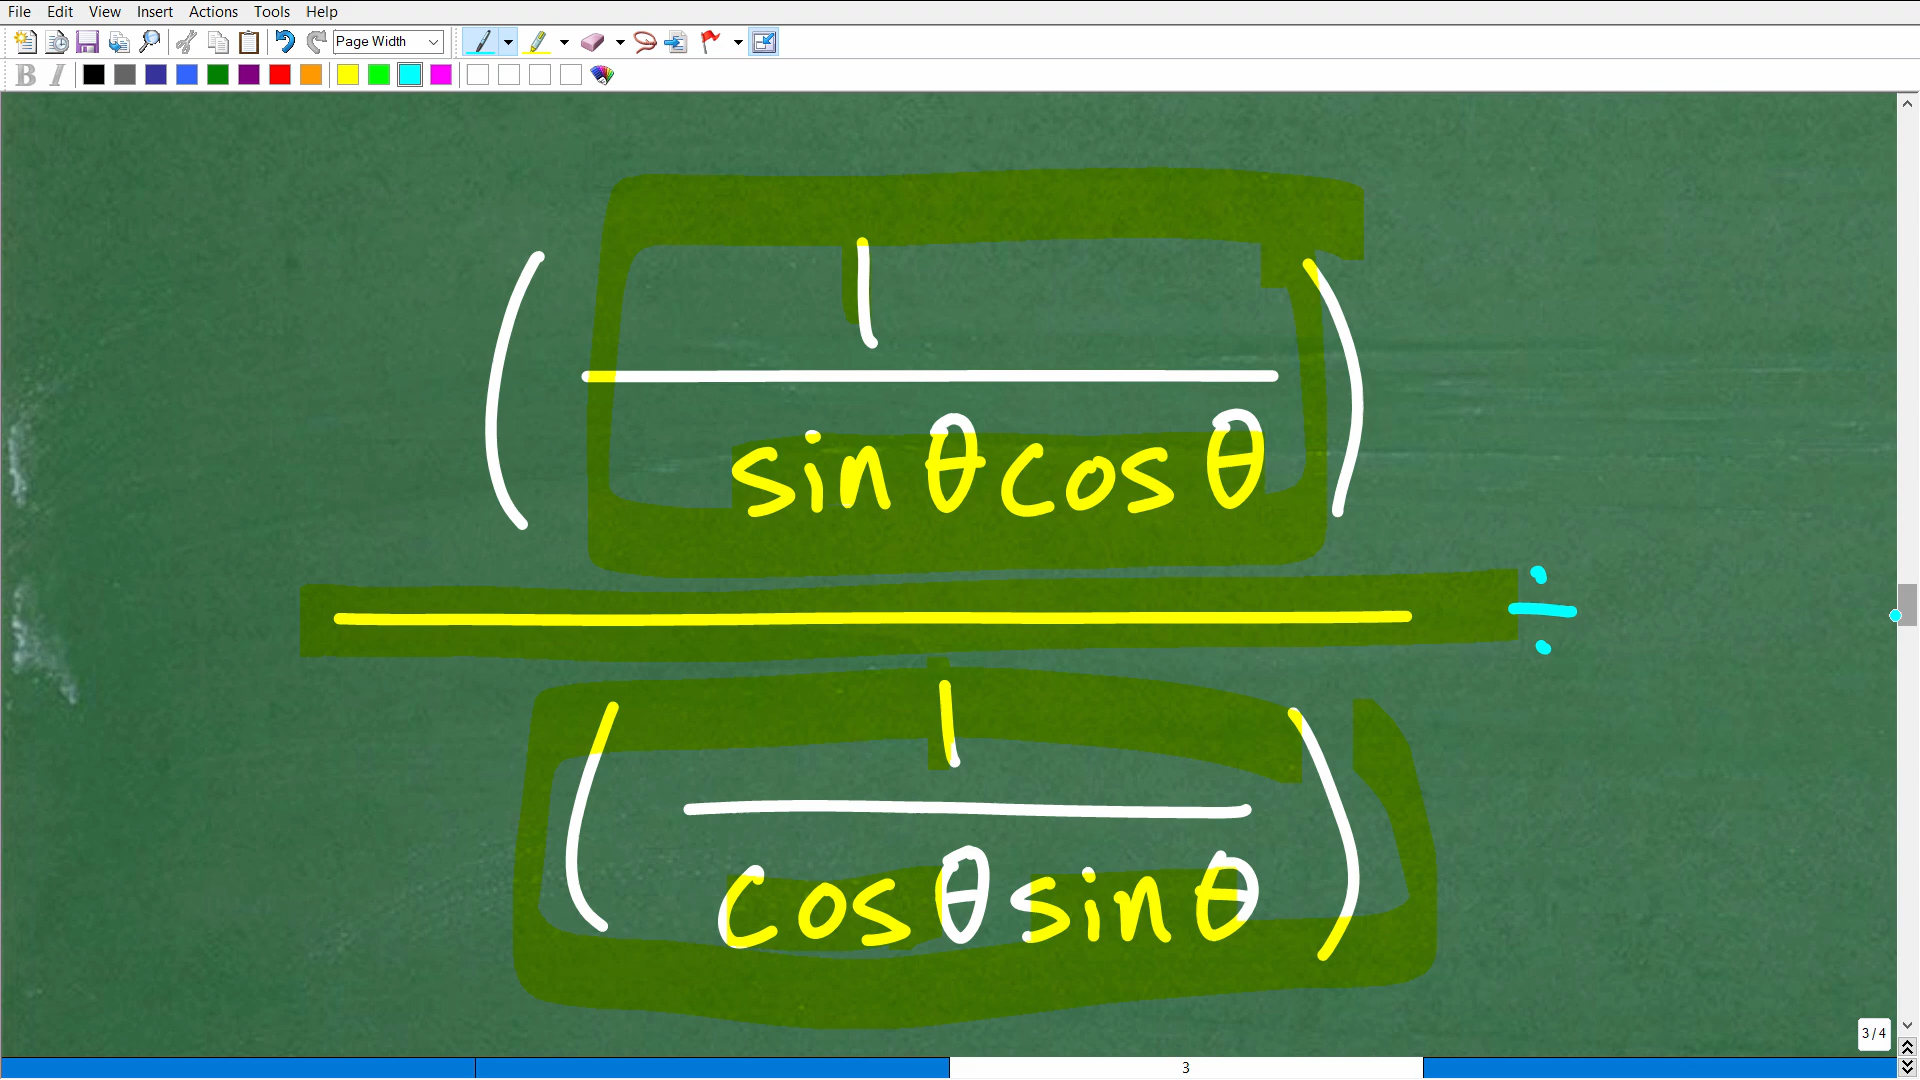 File Edit View Insert Actions Tools Help
Page Width
B I
( 1 )
sin θ cos θ
÷
( 1 )
cos θ sin θ
3 / 4
3